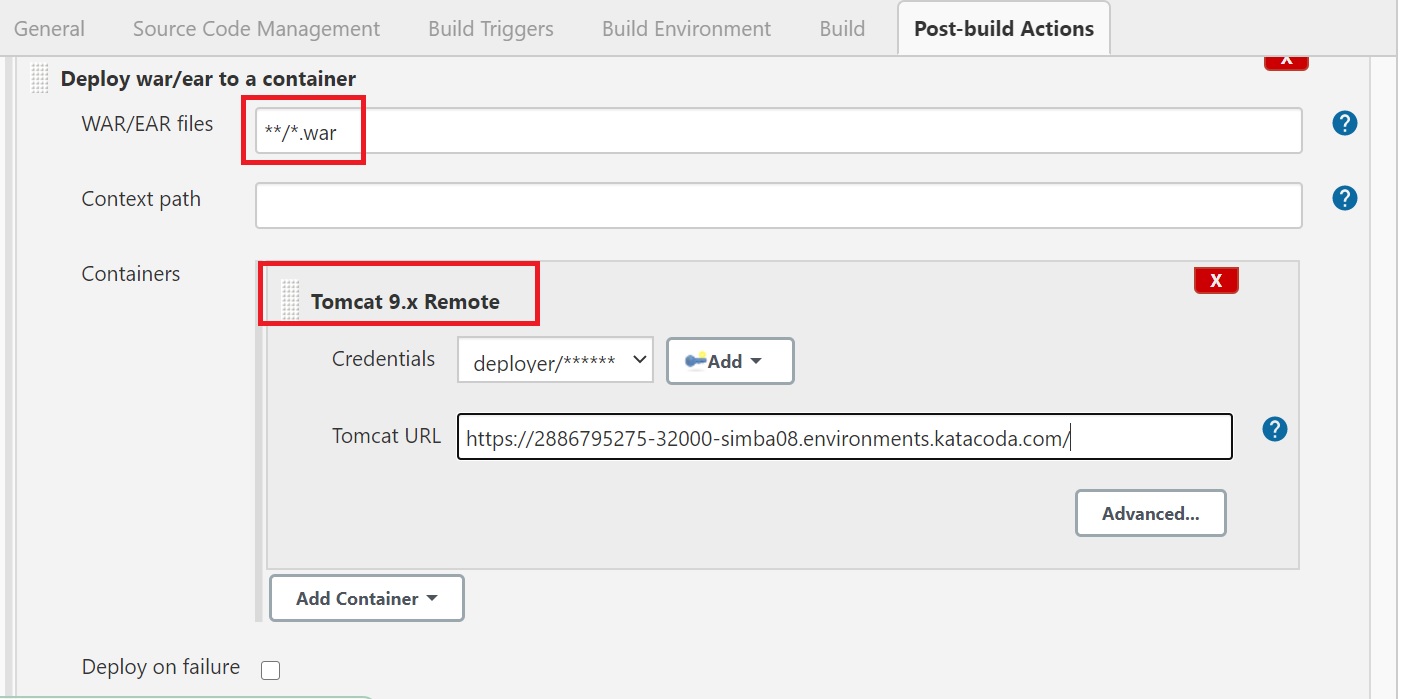 General Source Code Management Build Triggers Build Environment Build Post-build Actions
X
Deploy war/ear to a container
WAR/EAR files **/*.war ?
Context path ?
Containers
Tomcat 9.x Remote X
Credentials deployer/****** Add
Tomcat URL https://2886795275-32000-simba08.environments.katacoda.com/ ?
Advanced...
Add Container
Deploy on failure